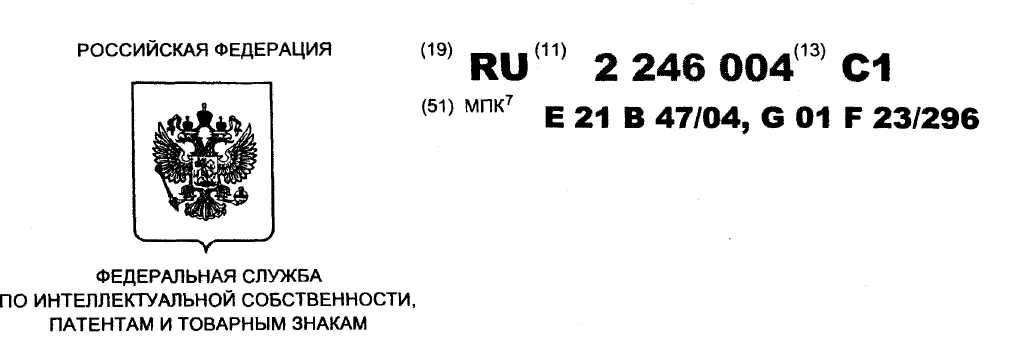 РОССИЙСКАЯ ФЕДЕРАЦИЯ
(19) RU (11) 2 246 004 (13) C1
(51) МПК7 E 21 B 47/04, G 01 F 23/296
ФЕДЕРАЛЬНАЯ СЛУЖБА
ПО ИНТЕЛЛЕКТУАЛЬНОЙ СОБСТВЕННОСТИ,
ПАТЕНТАМ И ТОВАРНЫМ ЗНАКАМ